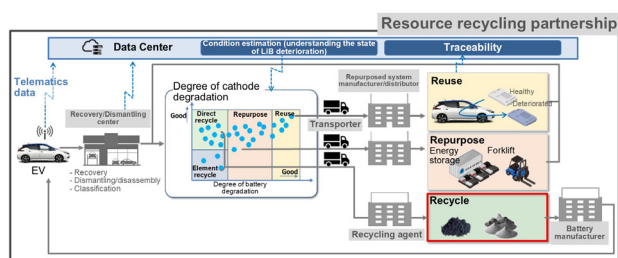 Resource recycling partnership
Data Center
Condition estimation (understanding the state
of LiB deterioration)
Traceability
Telematics
data
Recovery/Dismantling
center
EV
- Recovery
- Dismantling/disassembly
- Classification
Degree of cathode
degradation
Good
Direct
recycle
Repurpose
Reuse
Element
recycle
Good
Degree of battery
degradation
Repurposed system
manufacturer/distributor
Transporter
Recycling agent
Reuse
Healthy
Deteriorated
Repurpose
Energy
storage
Forklift
Recycle
Battery
manufacturer